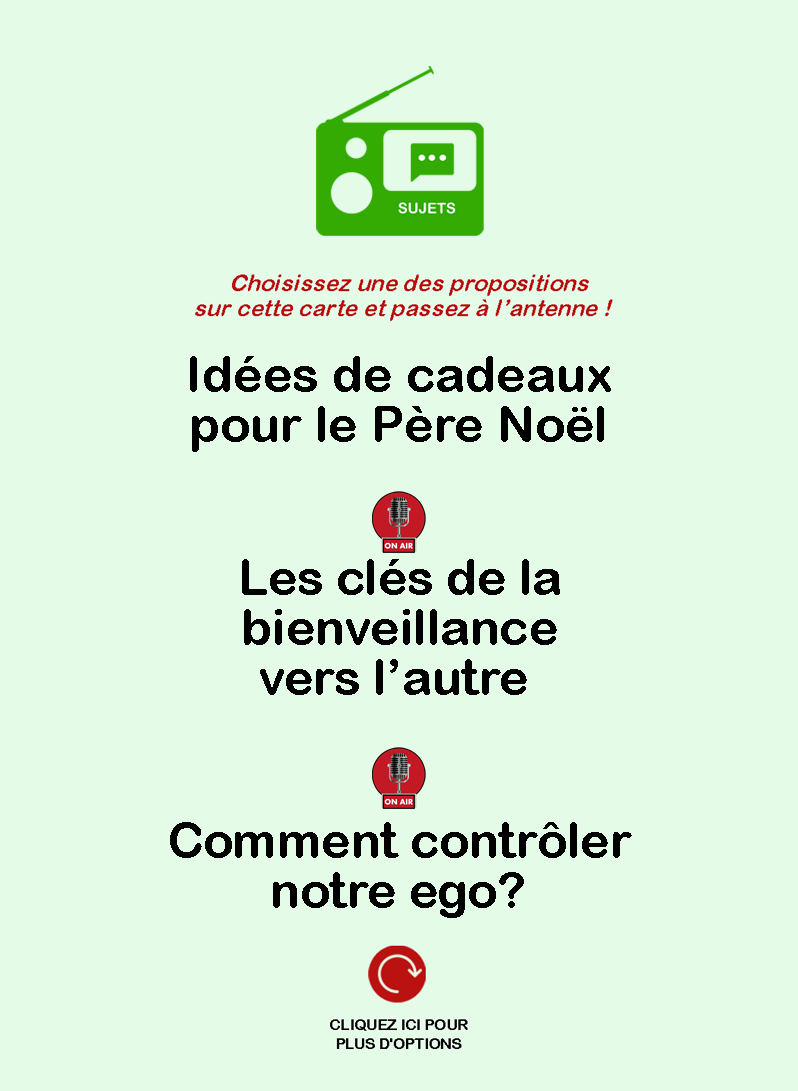 SUJETS
Choisissez une des propositions
sur cette carte et passez à l’antenne !
Idées de cadeaux
pour le Père Noël
ON AIR
Les clés de la
bienveillance
vers l’autre
ON AIR
Comment contrôler
notre ego?
CLIQUEZ ICI POUR
PLUS D'OPTIONS